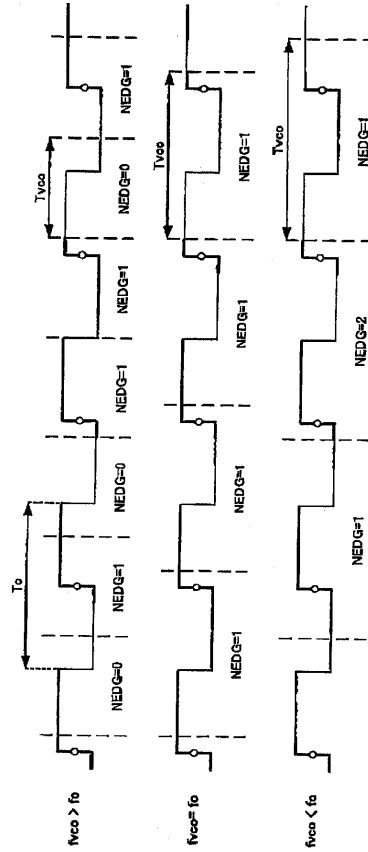 To
Tvco
fvco > fo
NEDG=0 NEDG=1 NEDG=0 NEDG=1 NEDG=1 NEDG=0 NEDG=1
Tvco
fvco= fo
NEDG=1 NEDG=1 NEDG=1 NEDG=1
Tvco
fvco < fo
NEDG=1 NEDG=2 NEDG=1